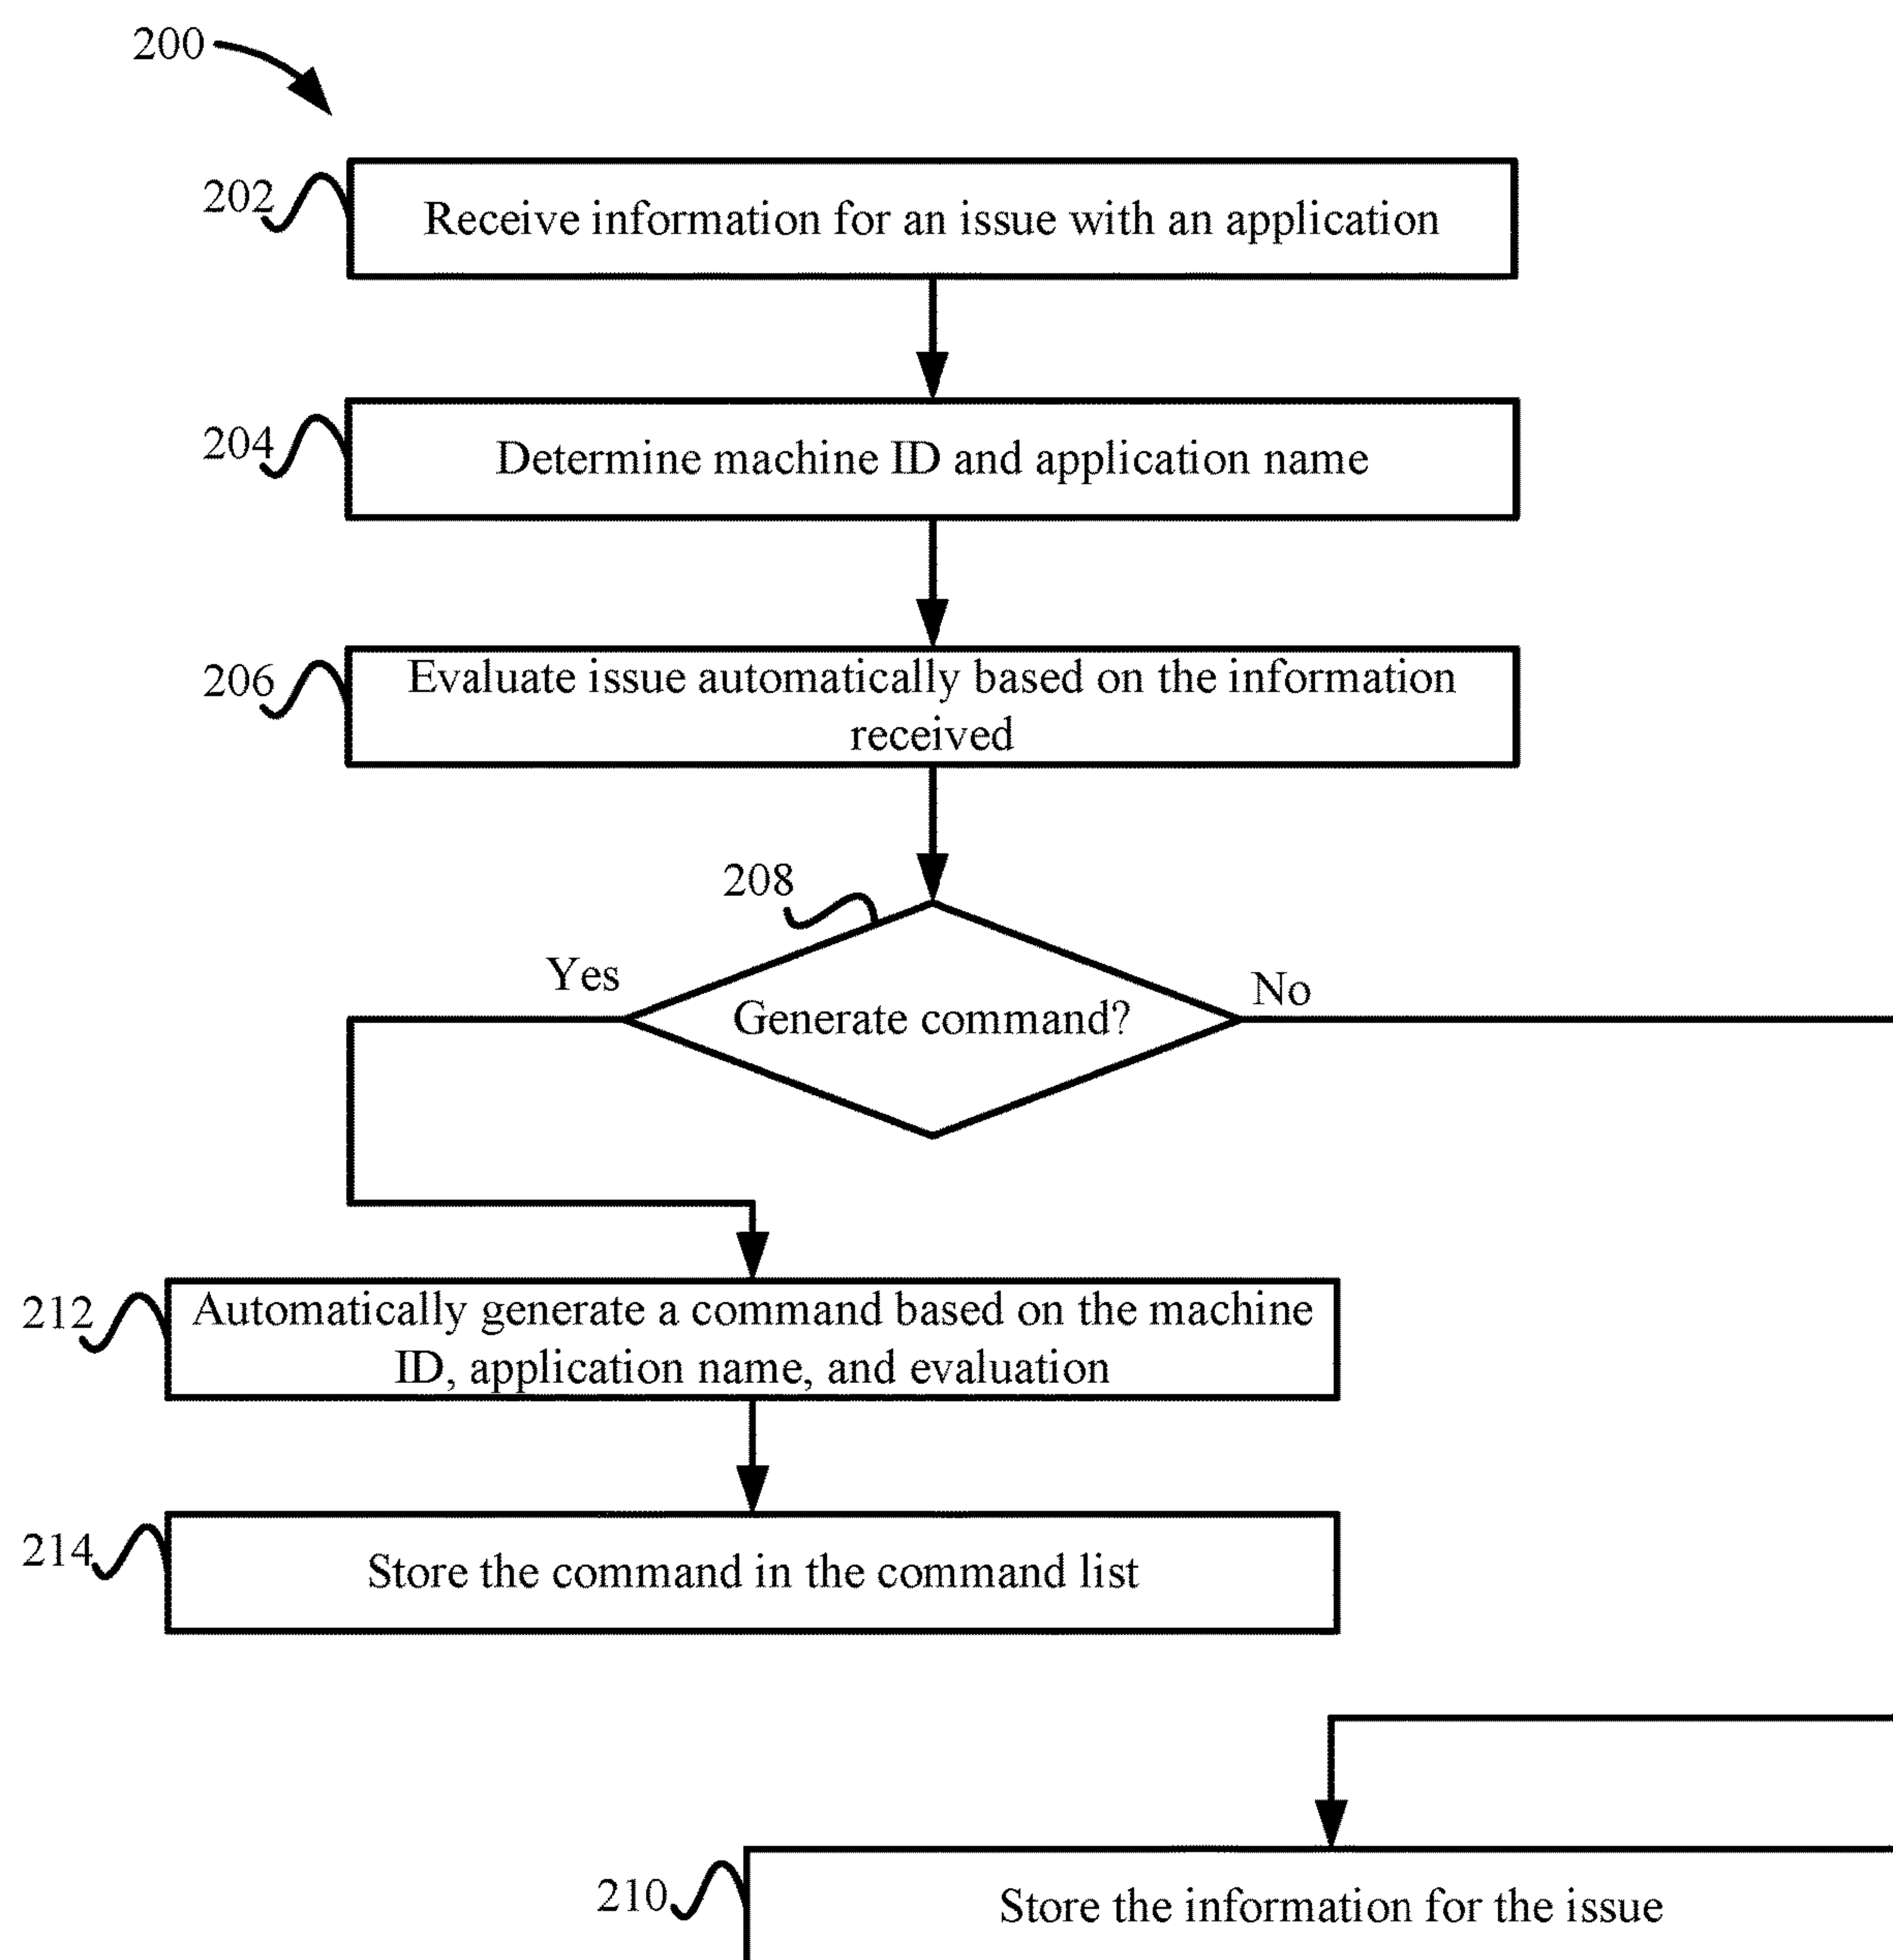 200
202
Receive information for an issue with an application
204
Determine machine ID and application name
206
Evaluate issue automatically based on the information
received
208
Yes
Generate command?
No
212
Automatically generate a command based on the machine
ID, application name, and evaluation
214
Store the command in the command list
210
Store the information for the issue